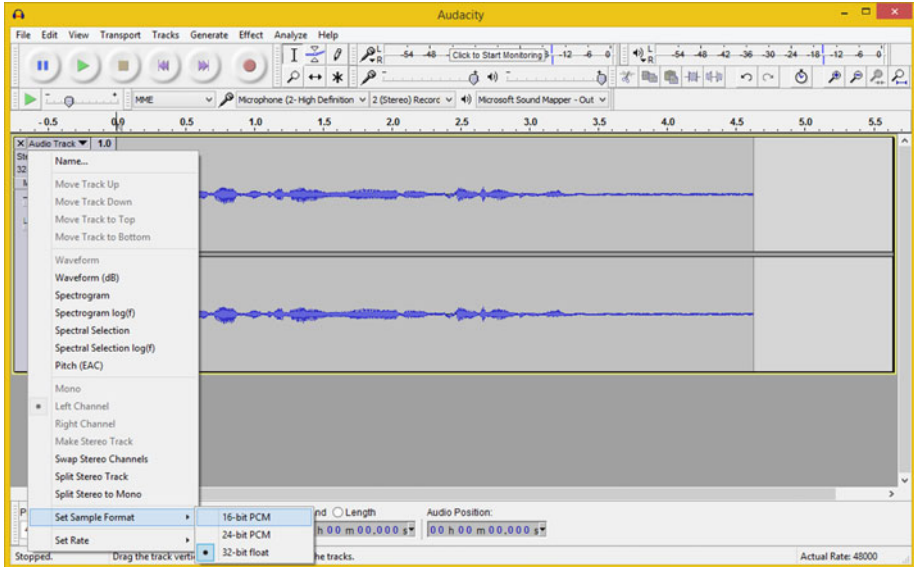 Audacity
File Edit View Transport Tracks Generate Effect Analyze Help
L R -54 -48 Click to Start Monitoring -12 -6 0 L R -54 -48 -42 -36 -30 -24 -18 -12 -6 0
MME Microphone (2- High Definition 2 (Stereo) Recorc Microsoft Sound Mapper - Out
-0.5 0.0 0.5 1.0 1.5 2.0 2.5 3.0 3.5 4.0 4.5 5.0 5.5
X Audio Track 1.0
Ste
32
Name...
Move Track Up
Move Track Down
Move Track to Top
Move Track to Bottom
Waveform
Waveform (dB)
Spectrogram
Spectrogram log(f)
Spectral Selection
Spectral Selection log(f)
Pitch (EAC)
Mono
Left Channel
Right Channel
Make Stereo Track
Swap Stereo Channels
Split Stereo Track
Split Stereo to Mono
Set Sample Format
16-bit PCM
24-bit PCM
32-bit float
Set Rate
nd Length Audio Position:
h 00 m 00.000 s 00 h 00 m 00.000 s
Stopped. Drag the track verti he tracks. Actual Rate: 48000